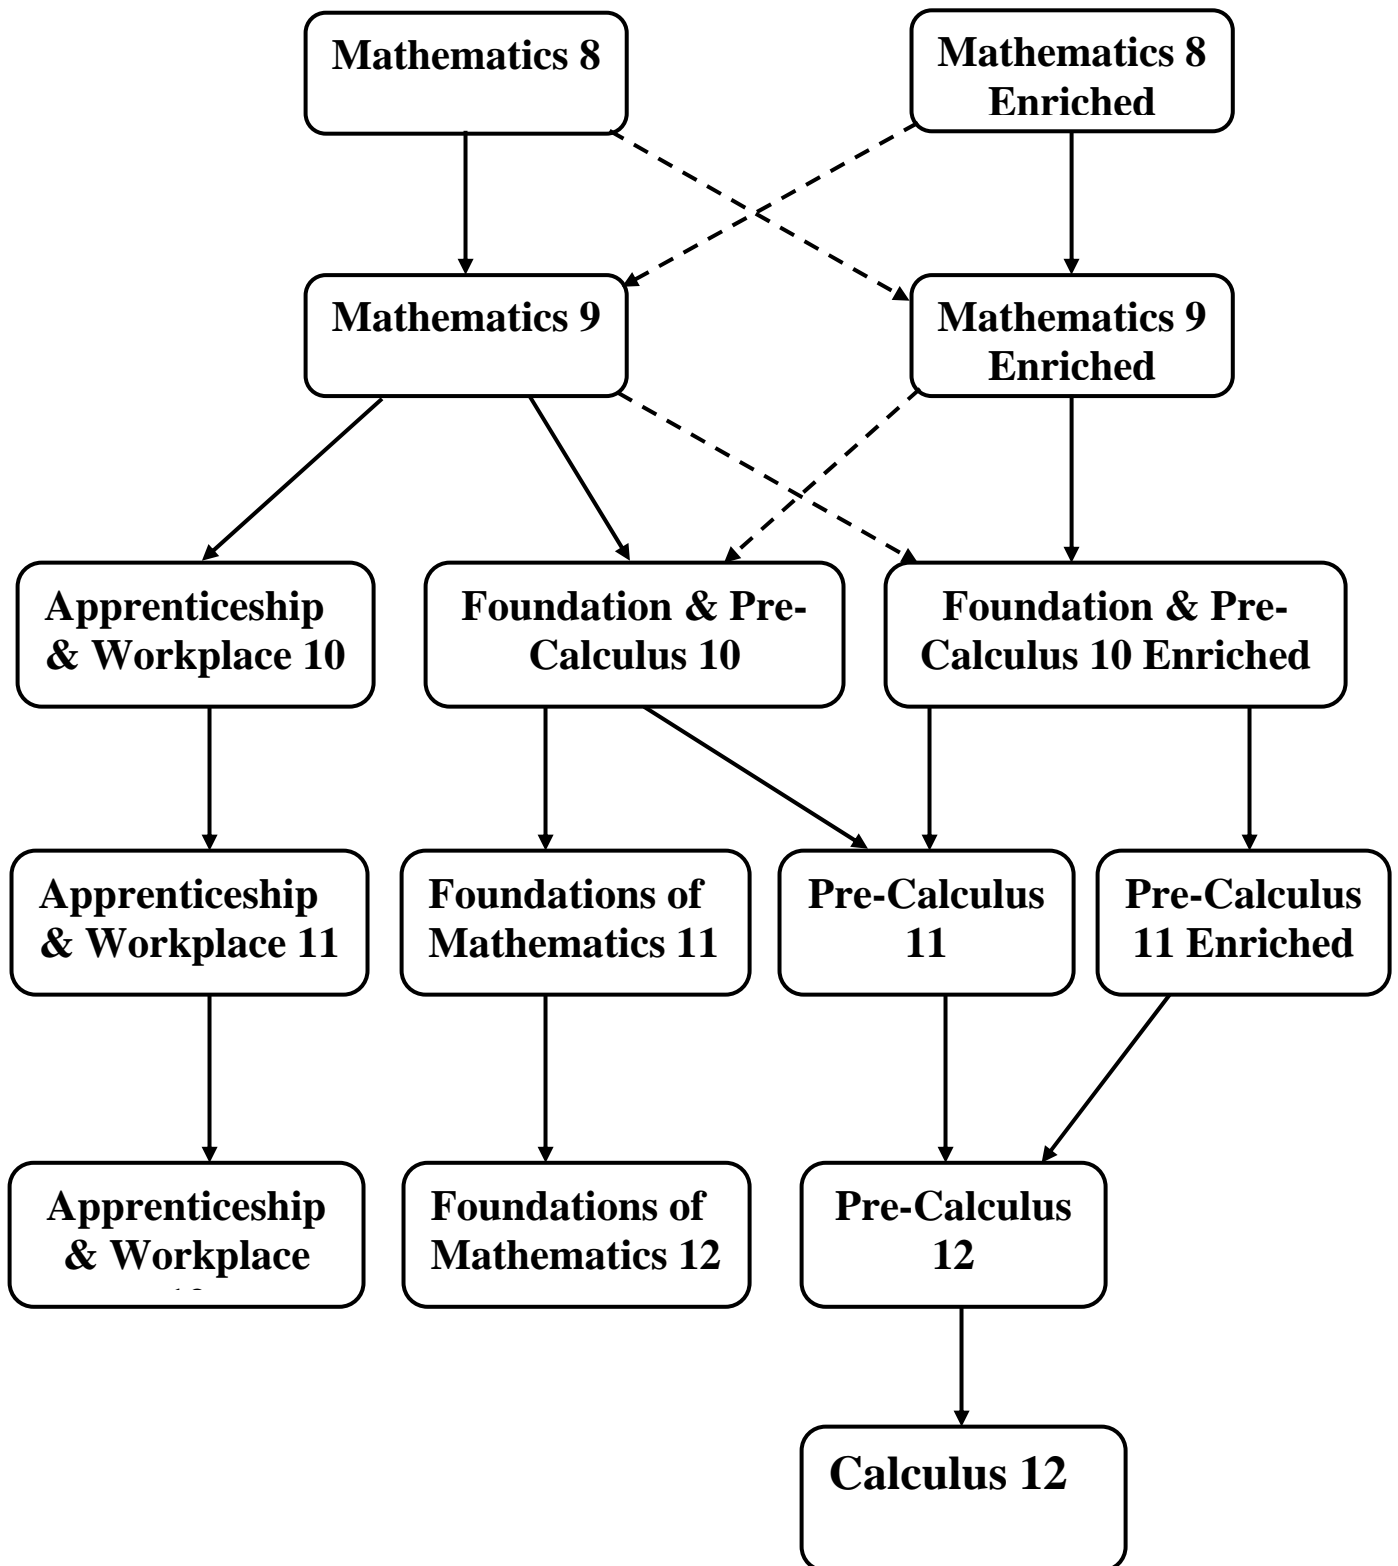 Mathematics 8
Mathematics 8
Enriched
Mathematics 9
Mathematics 9
Enriched
Apprenticeship
& Workplace 10
Foundation & Pre-
Calculus 10
Foundation & Pre-
Calculus 10 Enriched
Apprenticeship
& Workplace 11
Foundations of
Mathematics 11
Pre-Calculus
11
Pre-Calculus
11 Enriched
Apprenticeship
& Workplace
Foundations of
Mathematics 12
Pre-Calculus
12
Calculus 12